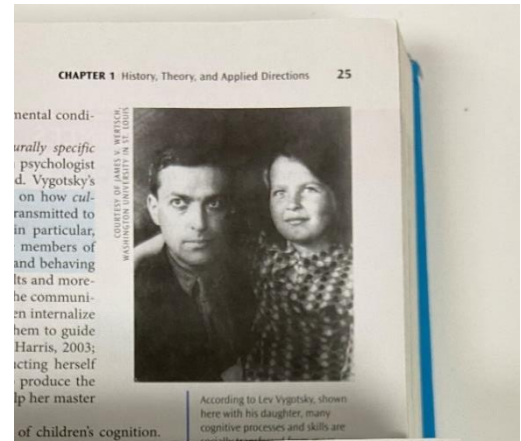 CHAPTER 1 History, Theory, and Applied Directions 25
mental condi-
urally specific
psychologist
d. Vygotsky's
on how cul-
ransmitted to
in particular,
members of
and behaving
lts and more-
he communi-
en internalize
hem to guide
Harris, 2003;
cting herself
produce the
lp her master
of children's cognition.
COURTESY OF JAMES V. WERTSCH,
WASHINGTON UNIVERSITY IN ST. LOUIS
According to Lev Vygotsky, shown
here with his daughter, many
cognitive processes and skills are